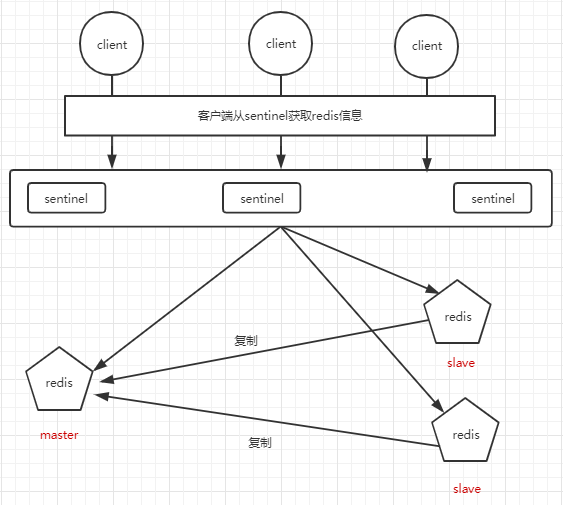 client
client
client
客户端从sentinel获取redis信息
sentinel
sentinel
sentinel
redis
slave
复制
redis
master
redis
复制
slave